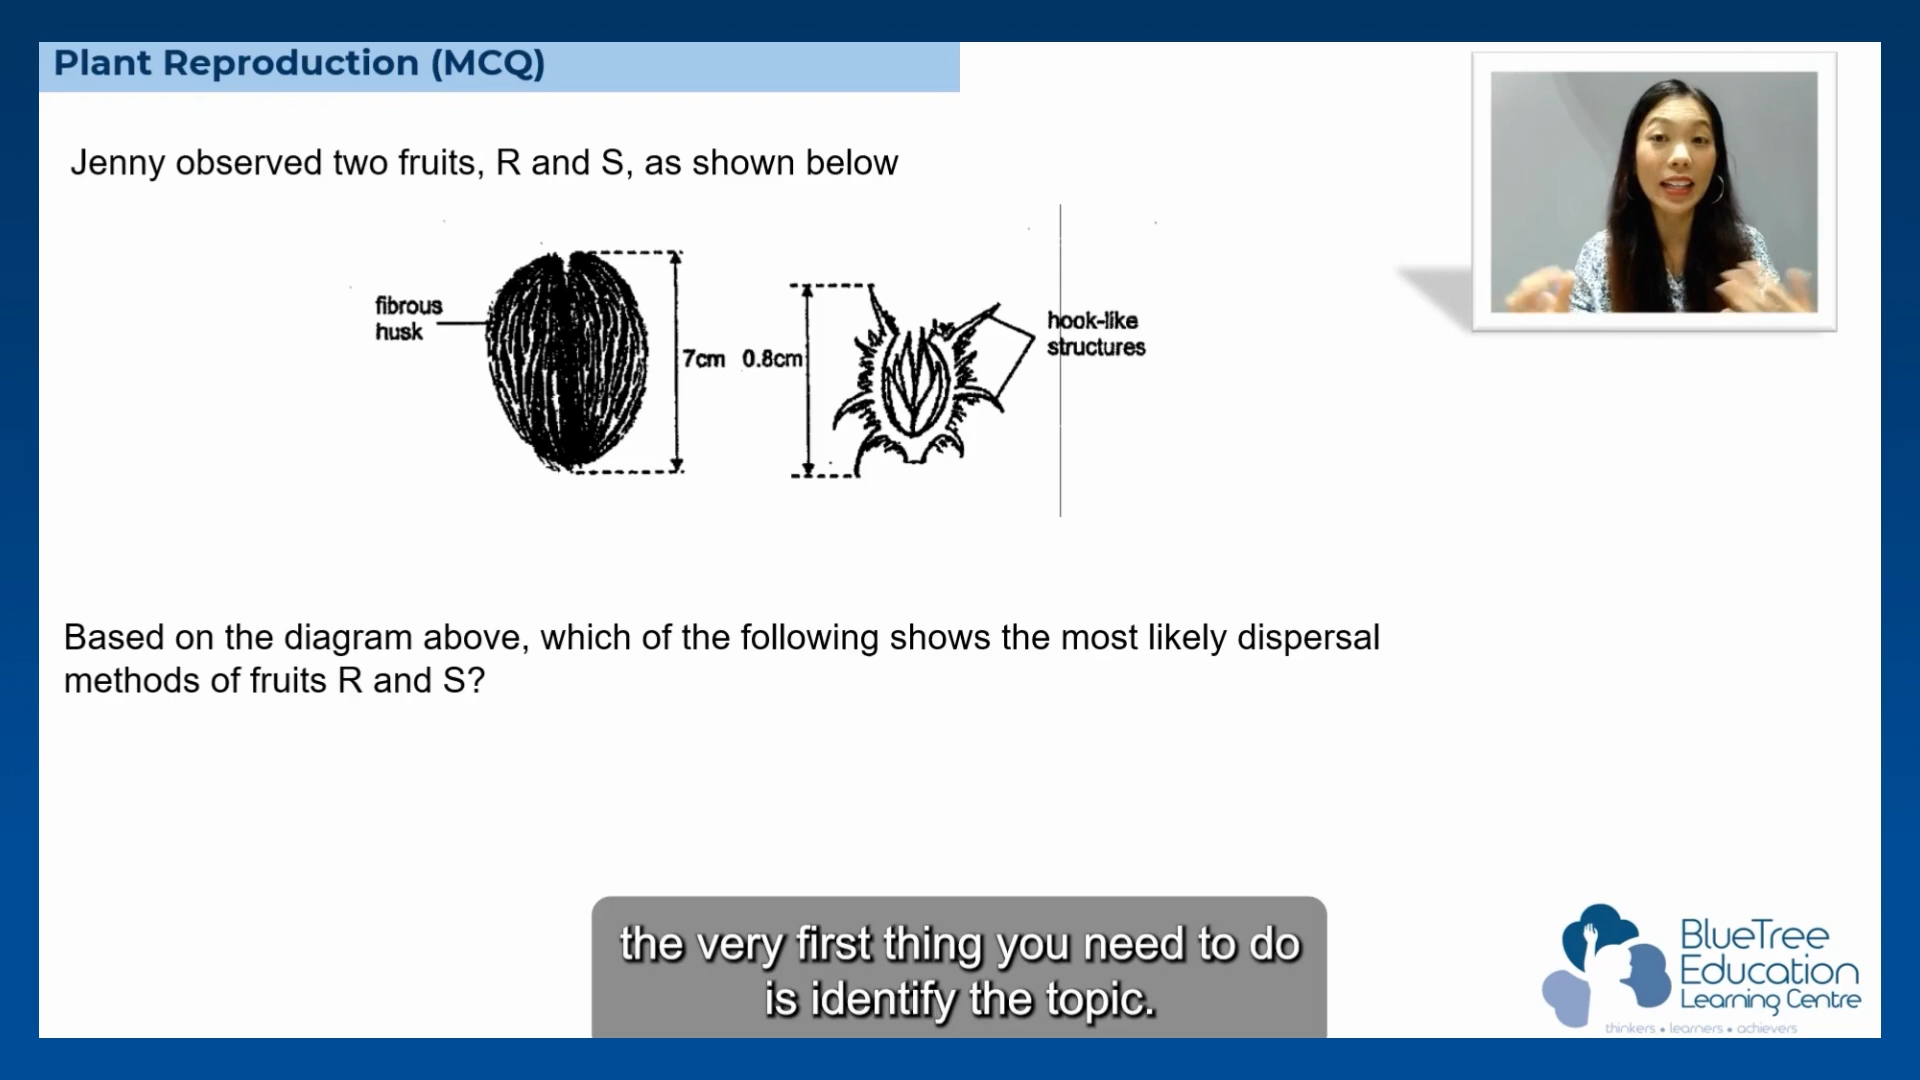 Plant Reproduction (MCQ)
Jenny observed two fruits, R and S, as shown below
fibrous
husk
7cm
0.8cm
hook-like
structures
Based on the diagram above, which of the following shows the most likely dispersal
methods of fruits R and S?
the very first thing you need to do
is identify the topic.
BlueTree
Education
Learning Centre
thinkers • learners • achievers